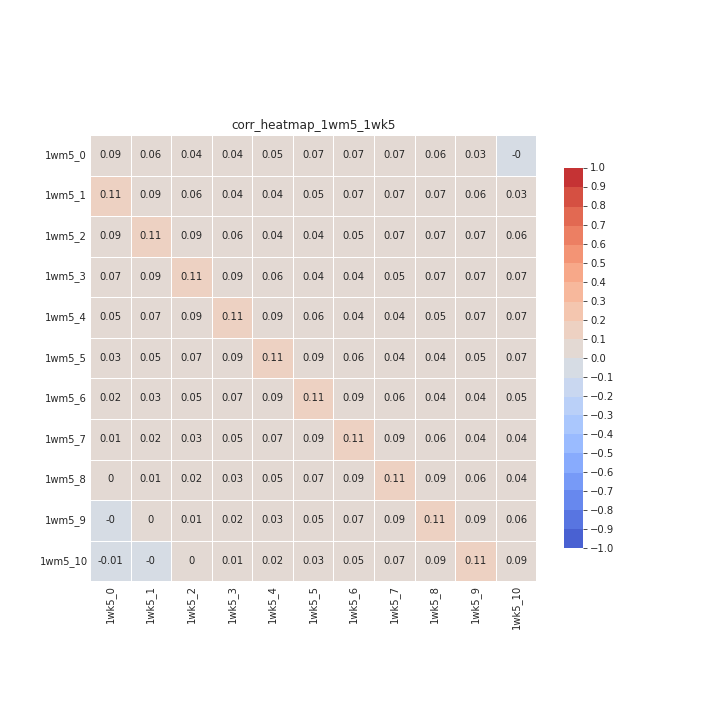 corr_heatmap_1wm5_1wk5
1wm5_0 0.09 0.06 0.04 0.04 0.05 0.07 0.07 0.07 0.06 0.03 -0
1wm5_1 0.11 0.09 0.06 0.04 0.04 0.05 0.07 0.07 0.07 0.06 0.03
1wm5_2 0.09 0.11 0.09 0.06 0.04 0.04 0.05 0.07 0.07 0.07 0.06
1wm5_3 0.07 0.09 0.11 0.09 0.06 0.04 0.04 0.05 0.07 0.07 0.07
1wm5_4 0.05 0.07 0.09 0.11 0.09 0.06 0.04 0.04 0.05 0.07 0.07
1wm5_5 0.03 0.05 0.07 0.09 0.11 0.09 0.06 0.04 0.04 0.05 0.07
1wm5_6 0.02 0.03 0.05 0.07 0.09 0.11 0.09 0.06 0.04 0.04 0.05
1wm5_7 0.01 0.02 0.03 0.05 0.07 0.09 0.11 0.09 0.06 0.04 0.04
1wm5_8 0 0.01 0.02 0.03 0.05 0.07 0.09 0.11 0.09 0.06 0.04
1wm5_9 -0 0 0.01 0.02 0.03 0.05 0.07 0.09 0.11 0.09 0.06
1wm5_10 -0.01 -0 0 0.01 0.02 0.03 0.05 0.07 0.09 0.11 0.09
1wk5_0 1wk5_1 1wk5_2 1wk5_3 1wk5_4 1wk5_5 1wk5_6 1wk5_7 1wk5_8 1wk5_9 1wk5_10
1.0
0.9
0.8
0.7
0.6
0.5
0.4
0.3
0.2
0.1
0.0
−0.1
−0.2
−0.3
−0.4
−0.5
−0.6
−0.7
−0.8
−0.9
−1.0